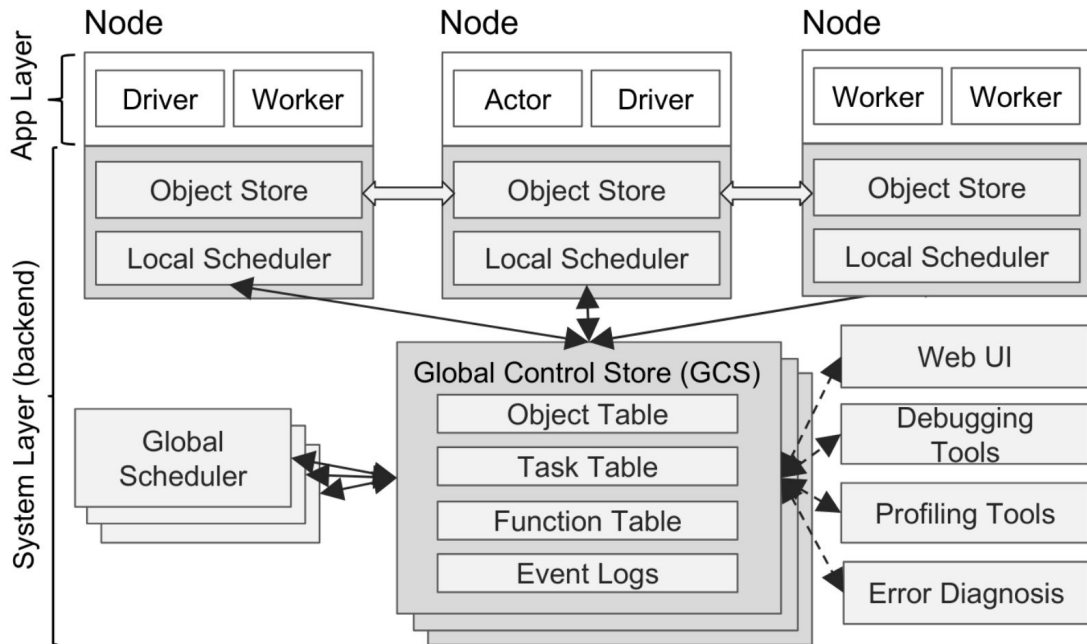 Node
Node
Node
App Layer
Driver
Worker
Actor
Driver
Worker
Worker
Object Store
Object Store
Object Store
Local Scheduler
Local Scheduler
Local Scheduler
System Layer (backend)
Global Control Store (GCS)
Object Table
Task Table
Function Table
Event Logs
Global
Scheduler
Web UI
Debugging
Tools
Profiling Tools
Error Diagnosis